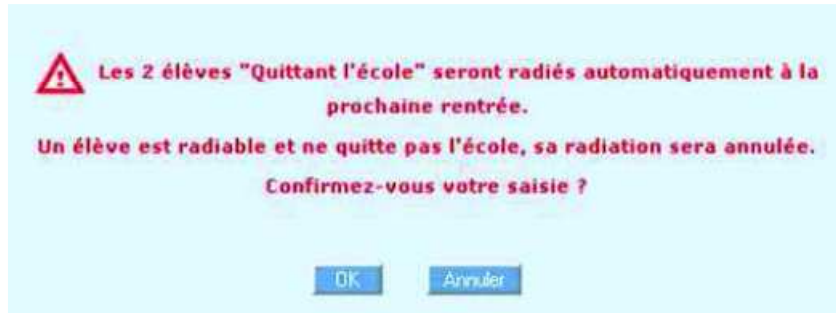 Les 2 élèves "Quittant l'école" seront radiés automatiquement à la
prochaine rentrée.
Un élève est radiable et ne quitte pas l'école, sa radiation sera annulée.
Confirmez-vous votre saisie ?
OK Annuler